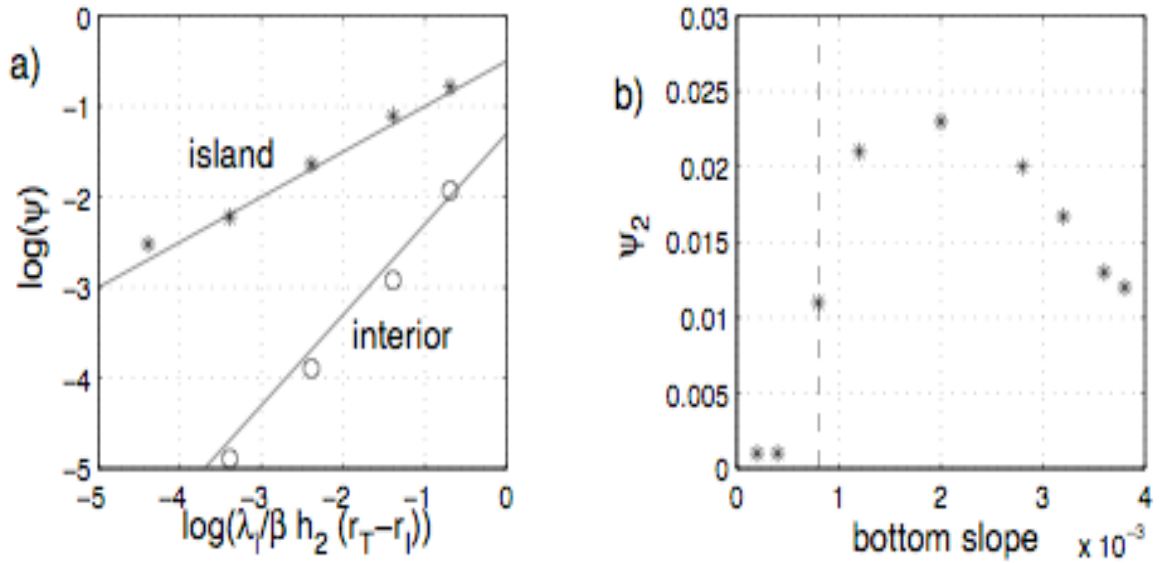 a)
0
−1
−2
−3
−4
−5
log(ψ)
island
interior
−5 −4 −3 −2 −1 0
log(λ_i/β h_2 (r_T−r_I))
b)
0.03
0.025
0.02
0.015
0.01
0.005
0
ψ_2
0 1 2 3 4
bottom slope x 10^−3